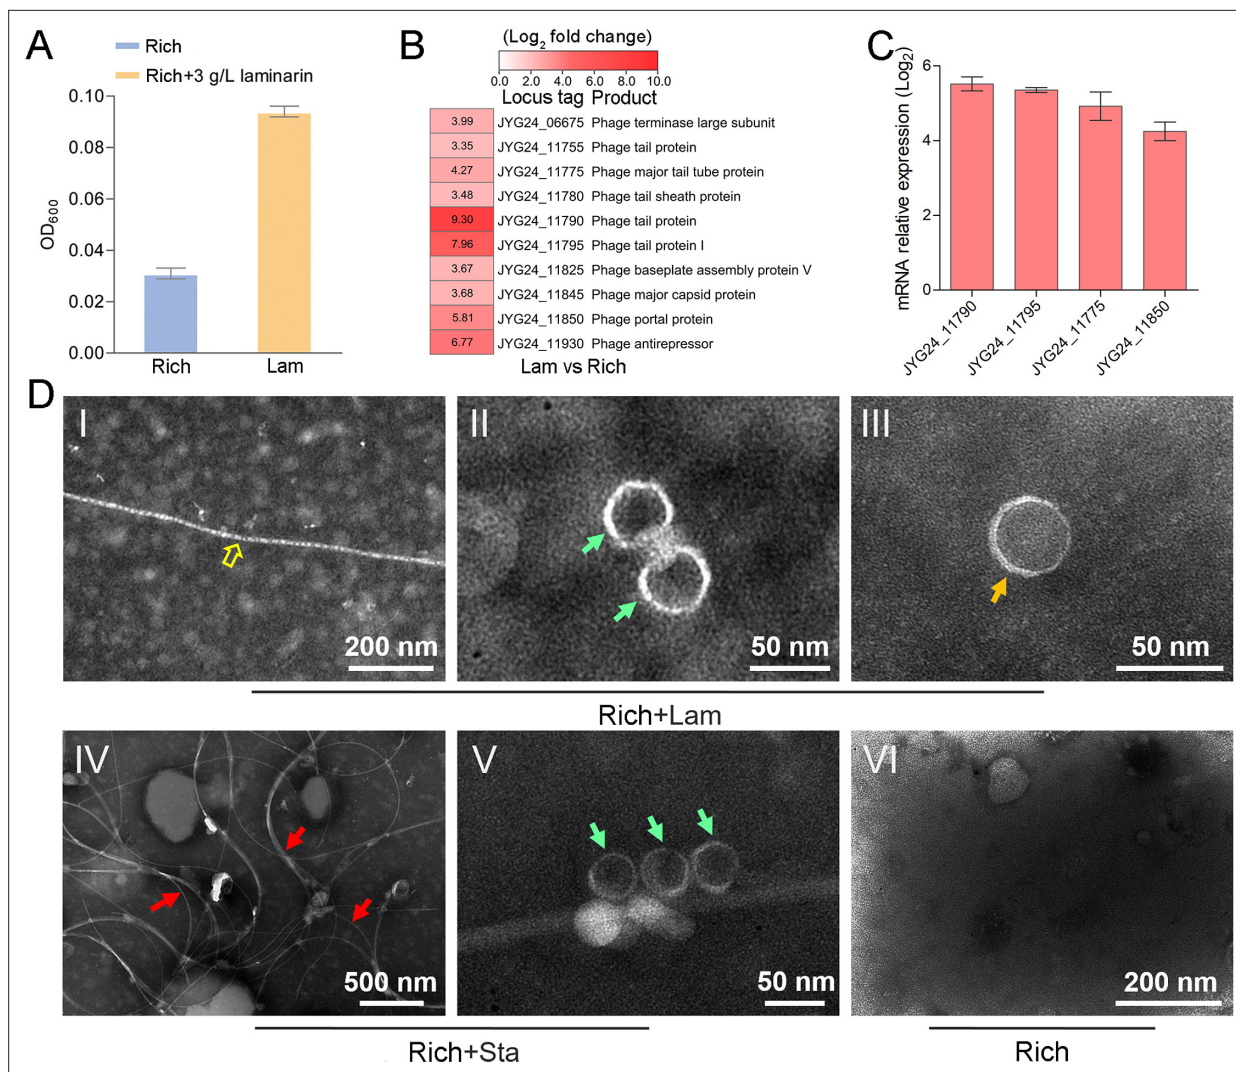 A
Rich
Rich+3 g/L laminarin
0.10
0.08
0.06
0.04
0.02
0.00
OD600
Rich
Lam
B
(Log2 fold change)
0.0 2.0 4.0 6.0 8.0 10.0
Locus tag Product
3.99 JYG24_06675 Phage terminase large subunit
3.35 JYG24_11755 Phage tail protein
4.27 JYG24_11775 Phage major tail tube protein
3.48 JYG24_11780 Phage tail sheath protein
9.30 JYG24_11790 Phage tail protein
7.96 JYG24_11795 Phage tail protein I
3.67 JYG24_11825 Phage baseplate assembly protein V
3.68 JYG24_11845 Phage major capsid protein
5.81 JYG24_11850 Phage portal protein
6.77 JYG24_11930 Phage antirepressor
Lam vs Rich
C
mRNA relative expression (Log2)
6
4
2
0
JYG24_11790
JYG24_11795
JYG24_11775
JYG24_11850
D
I
200 nm
II
50 nm
III
50 nm
Rich+Lam
IV
500 nm
V
50 nm
VI
200 nm
Rich+Sta
Rich